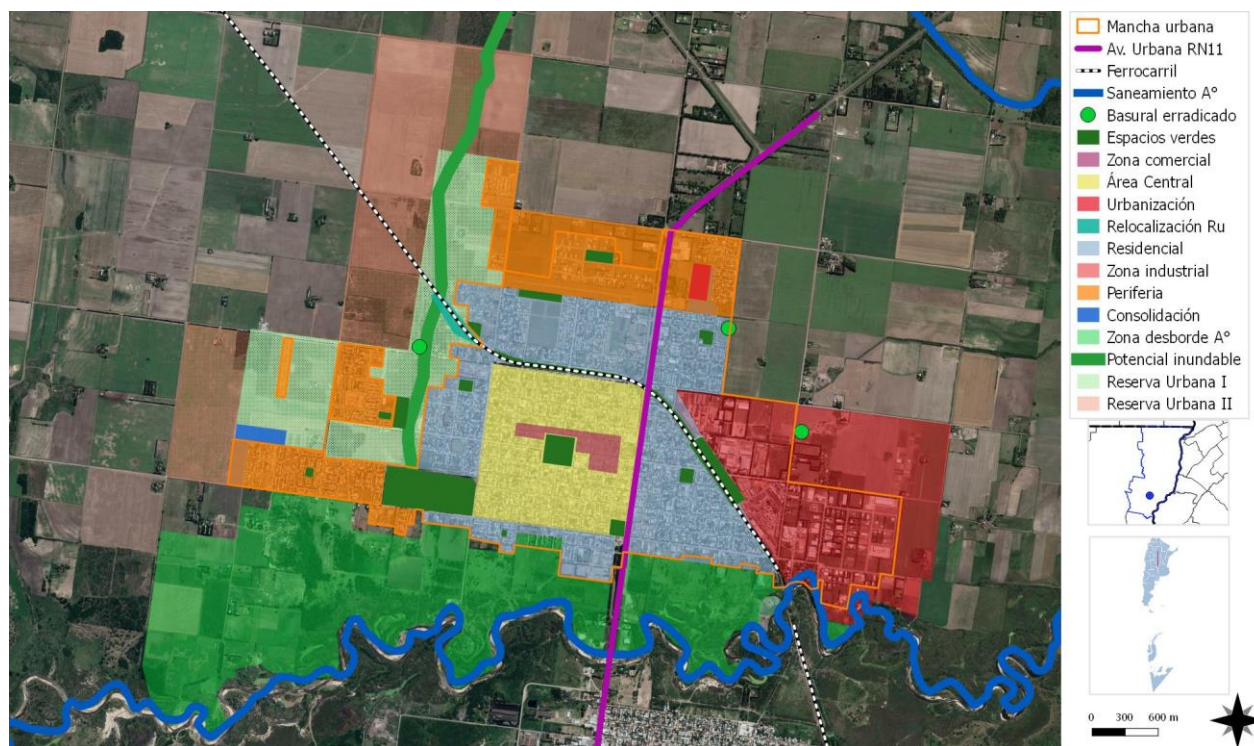 Mancha urbana
Av. Urbana RN11
Ferrocarril
Saneamiento A°
Basural erradicado
Espacios verdes
Zona comercial
Área Central
Urbanización
Relocalización Ru
Residencial
Zona industrial
Periferia
Consolidación
Zona desborde A°
Potencial inundable
Reserva Urbana I
Reserva Urbana II
0 300 600 m